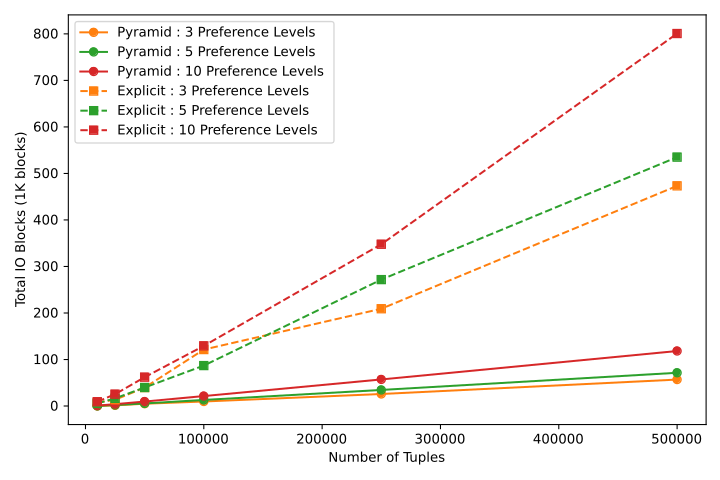 Pyramid : 3 Preference Levels
Pyramid : 5 Preference Levels
Pyramid : 10 Preference Levels
Explicit : 3 Preference Levels
Explicit : 5 Preference Levels
Explicit : 10 Preference Levels
Total IO Blocks (1K blocks)
800
700
600
500
400
300
200
100
0
0
100000
200000
300000
400000
500000
Number of Tuples